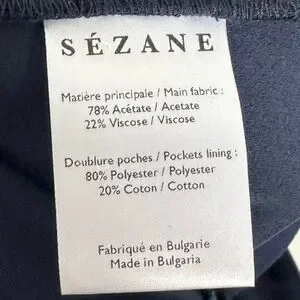 SÉZANE
Matière principale / Main fabric :
78% Acétate / Acetate
22% Viscose / Viscose
Doublure poches / Pockets lining :
80% Polyester / Polyester
20% Coton / Cotton
Fabriqué en Bulgarie
Made in Bulgaria